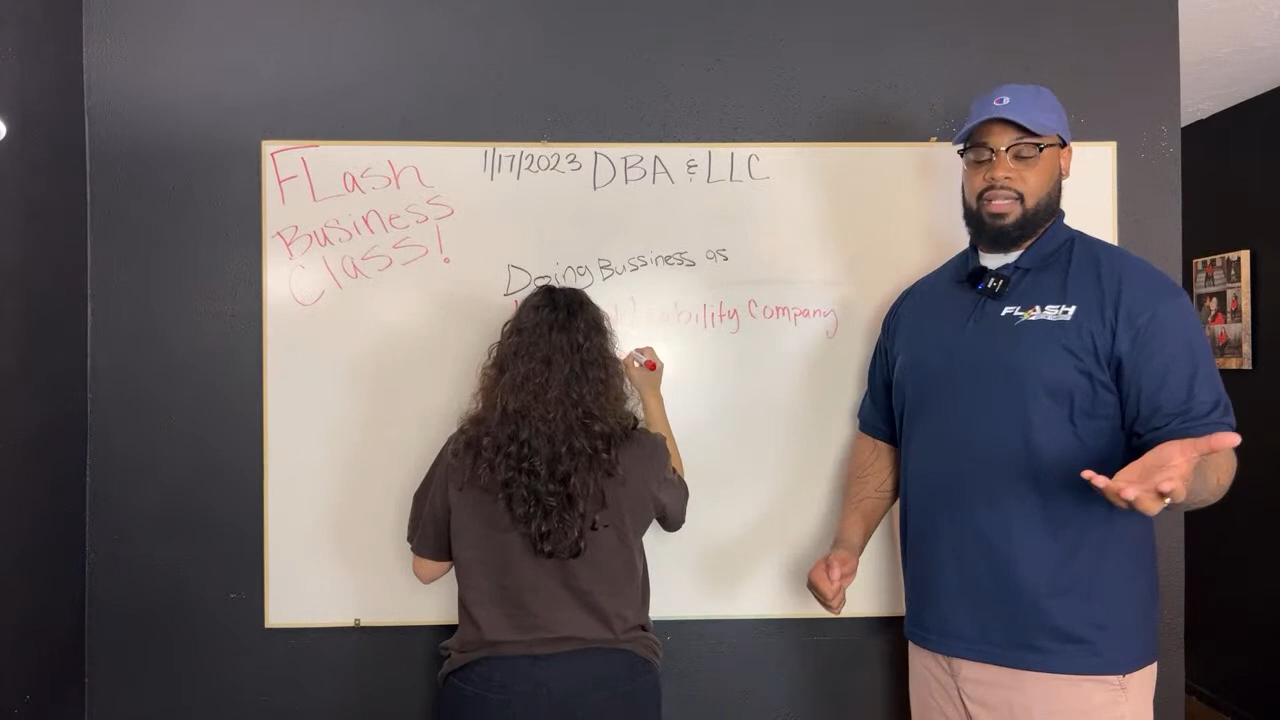 FLash
Business
Class!
1/17/2023 DBA & LLC
Doing Bussiness as
Company
FLASH